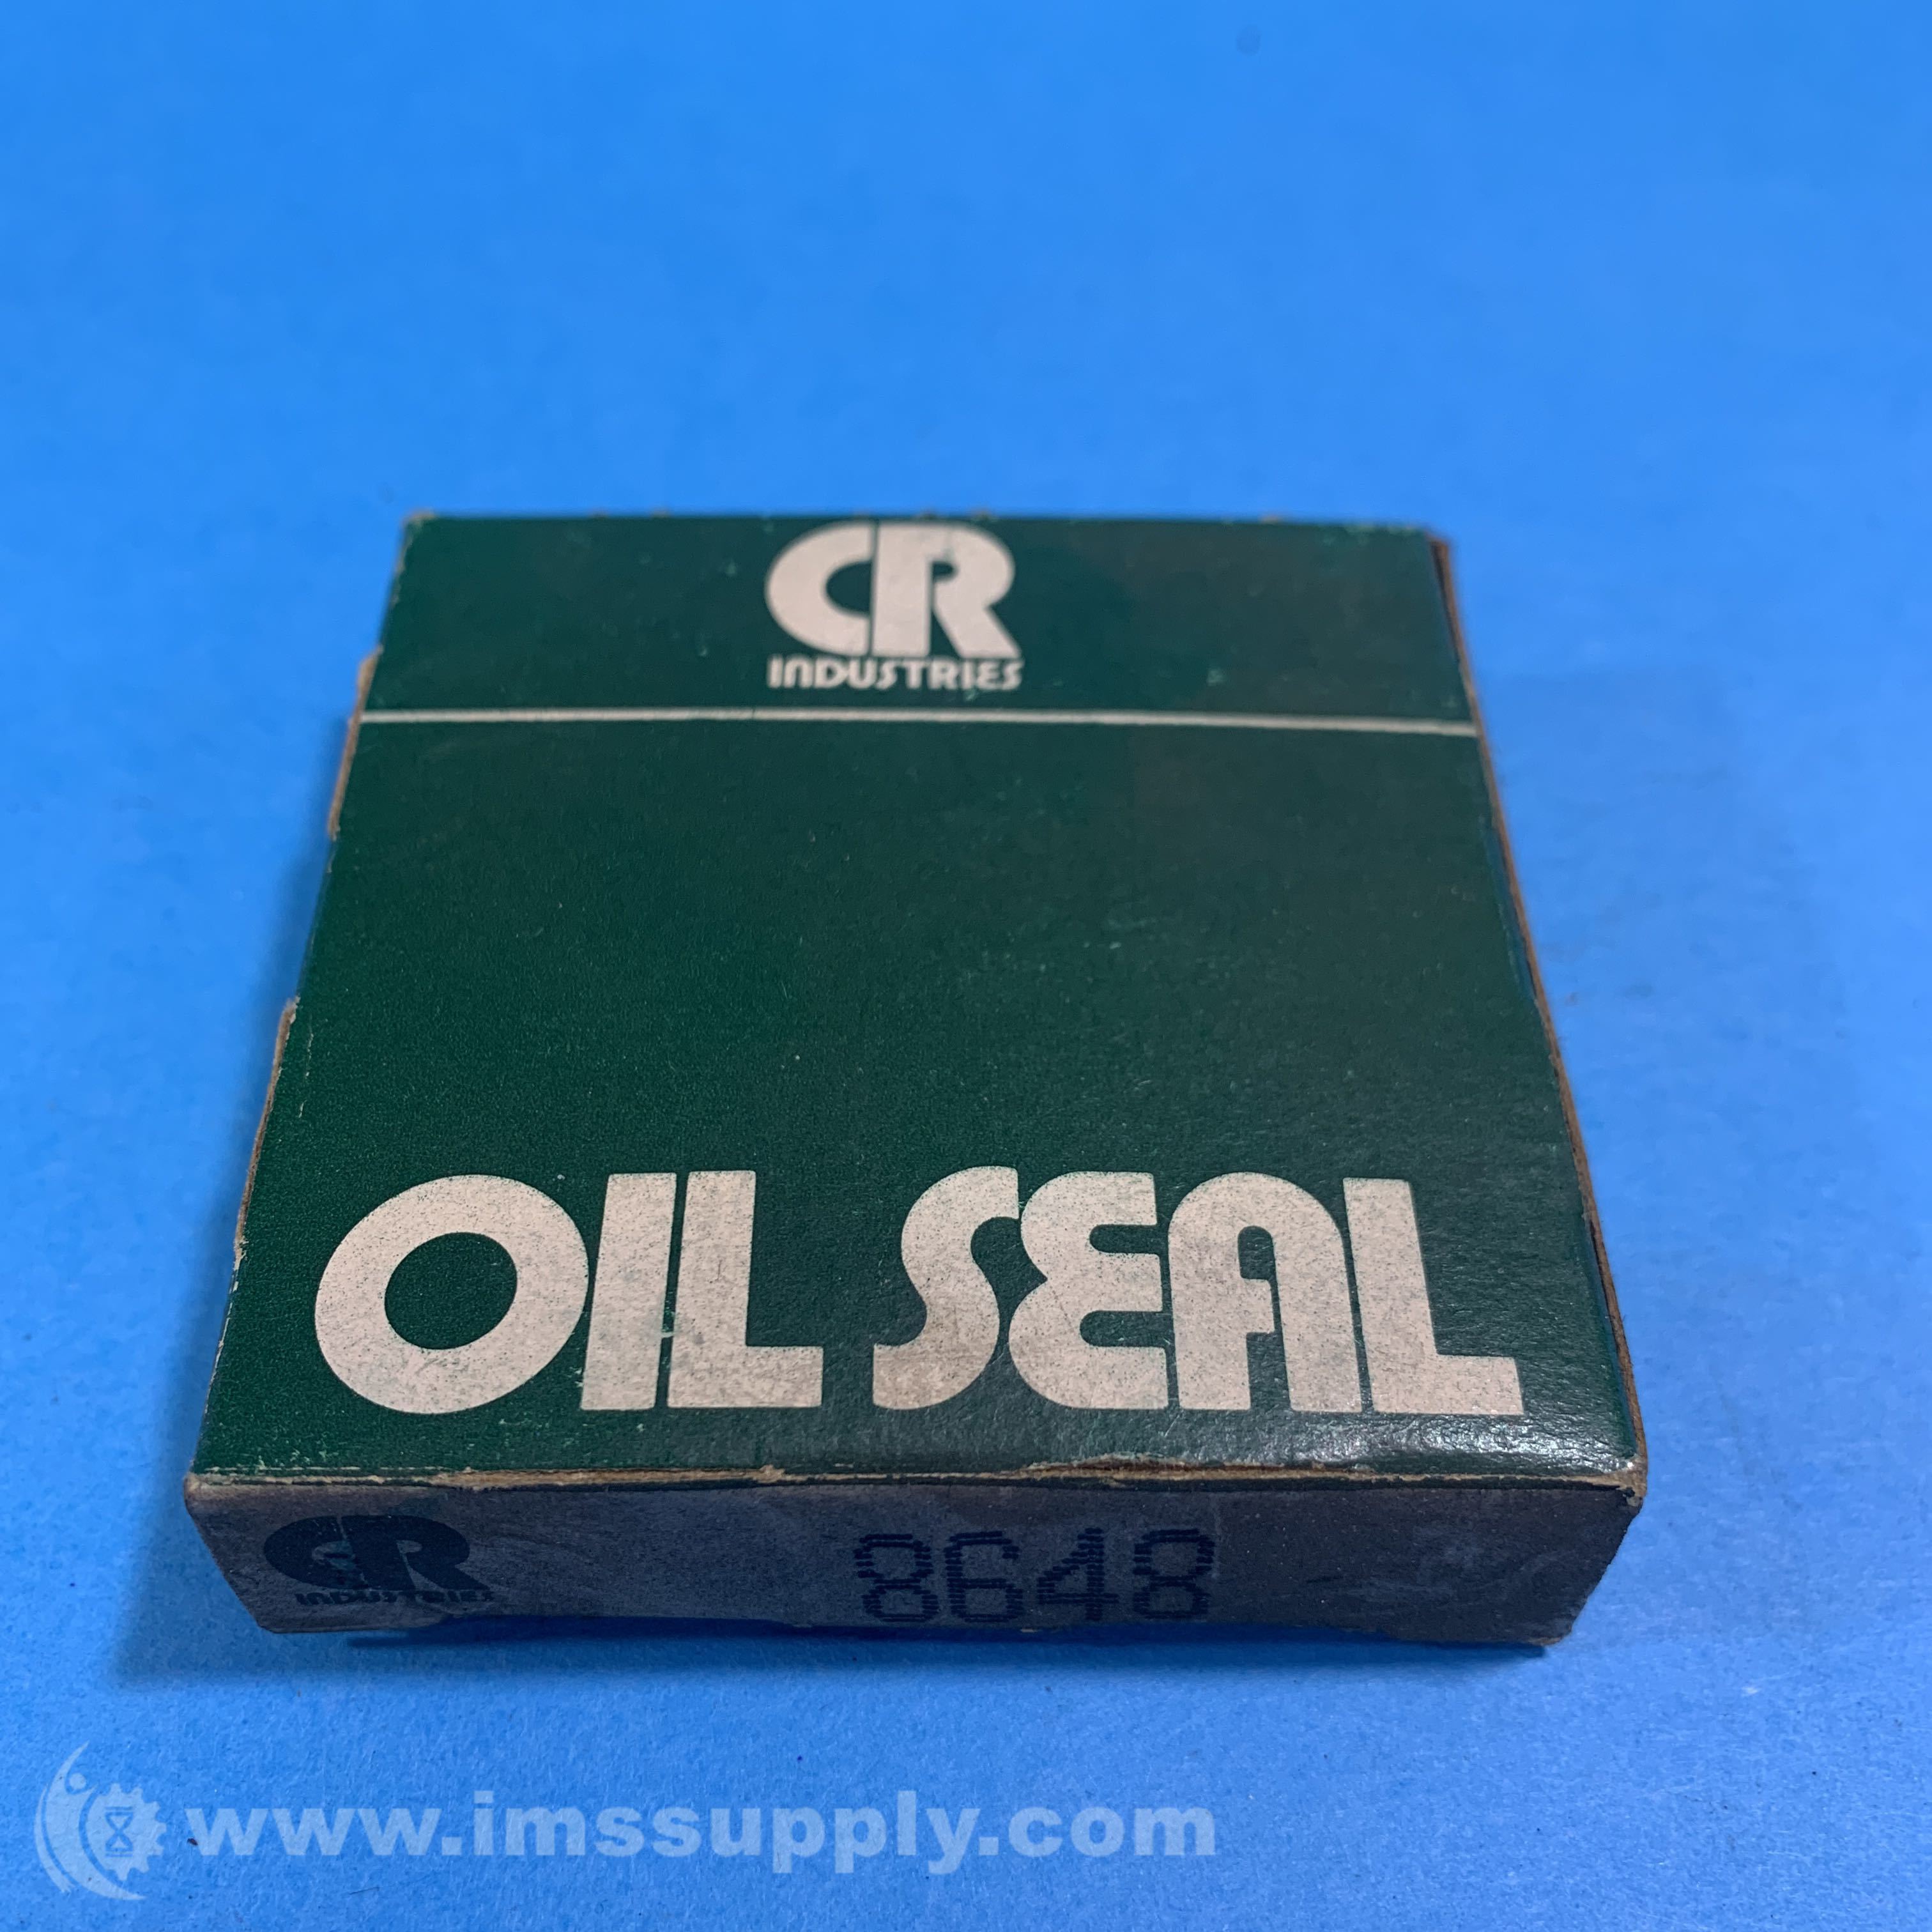 CR
INDUSTRIES
OIL SEAL
CR
INDUSTRIES
8648
www.imssupply.com